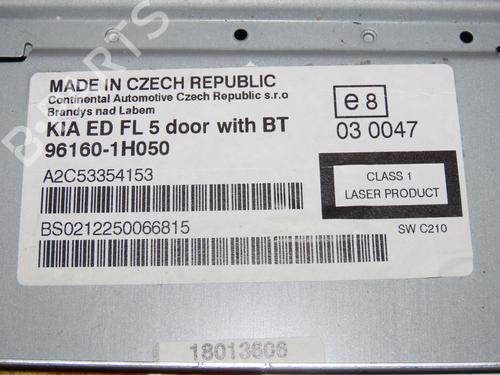 MADE IN CZECH REPUBLIC
Continental Automotive Czech Republic s.r.o
Brandys nad Labem
KIA ED FL 5 door with BT
96160-1H050
A2C53354153
BS0212250066815
e8
03 0047
CLASS 1
LASER PRODUCT
SW C210
18013606
B-PARTS